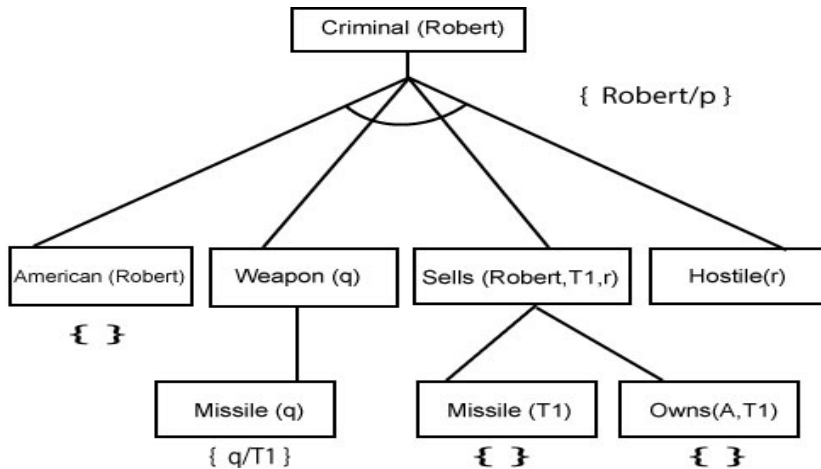 Criminal (Robert)
{ Robert/p }
American (Robert)
Weapon (q)
Sells (Robert,T1,r)
Hostile(r)
{ }
Missile (q)
Missile (T1)
Owns(A,T1)
{ q/T1 }
{ }
{ }